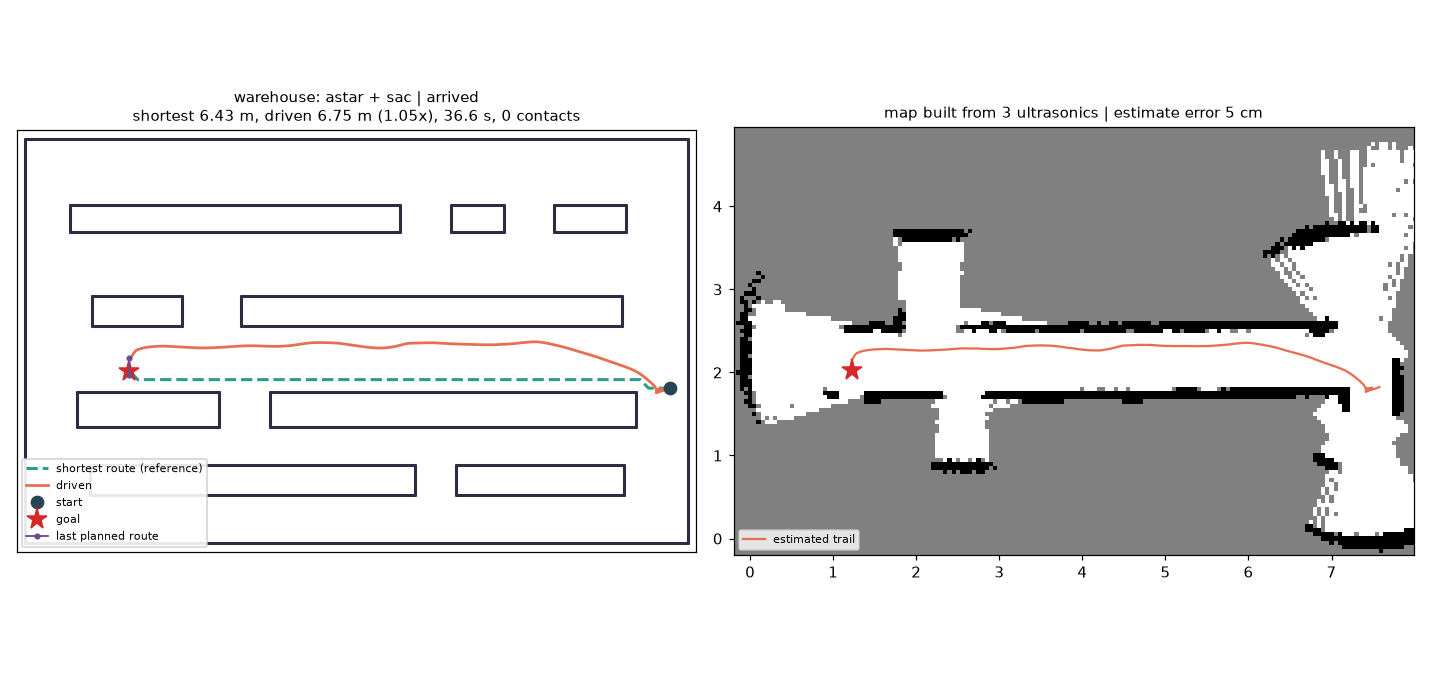 warehouse: astar + sac | arrived
shortest 6.43 m, driven 6.75 m (1.05x), 36.6 s, 0 contacts
shortest route (reference)
driven
start
goal
last planned route
map built from 3 ultrasonics | estimate error 5 cm
4
3
2
1
0
estimated trail
0 1 2 3 4 5 6 7